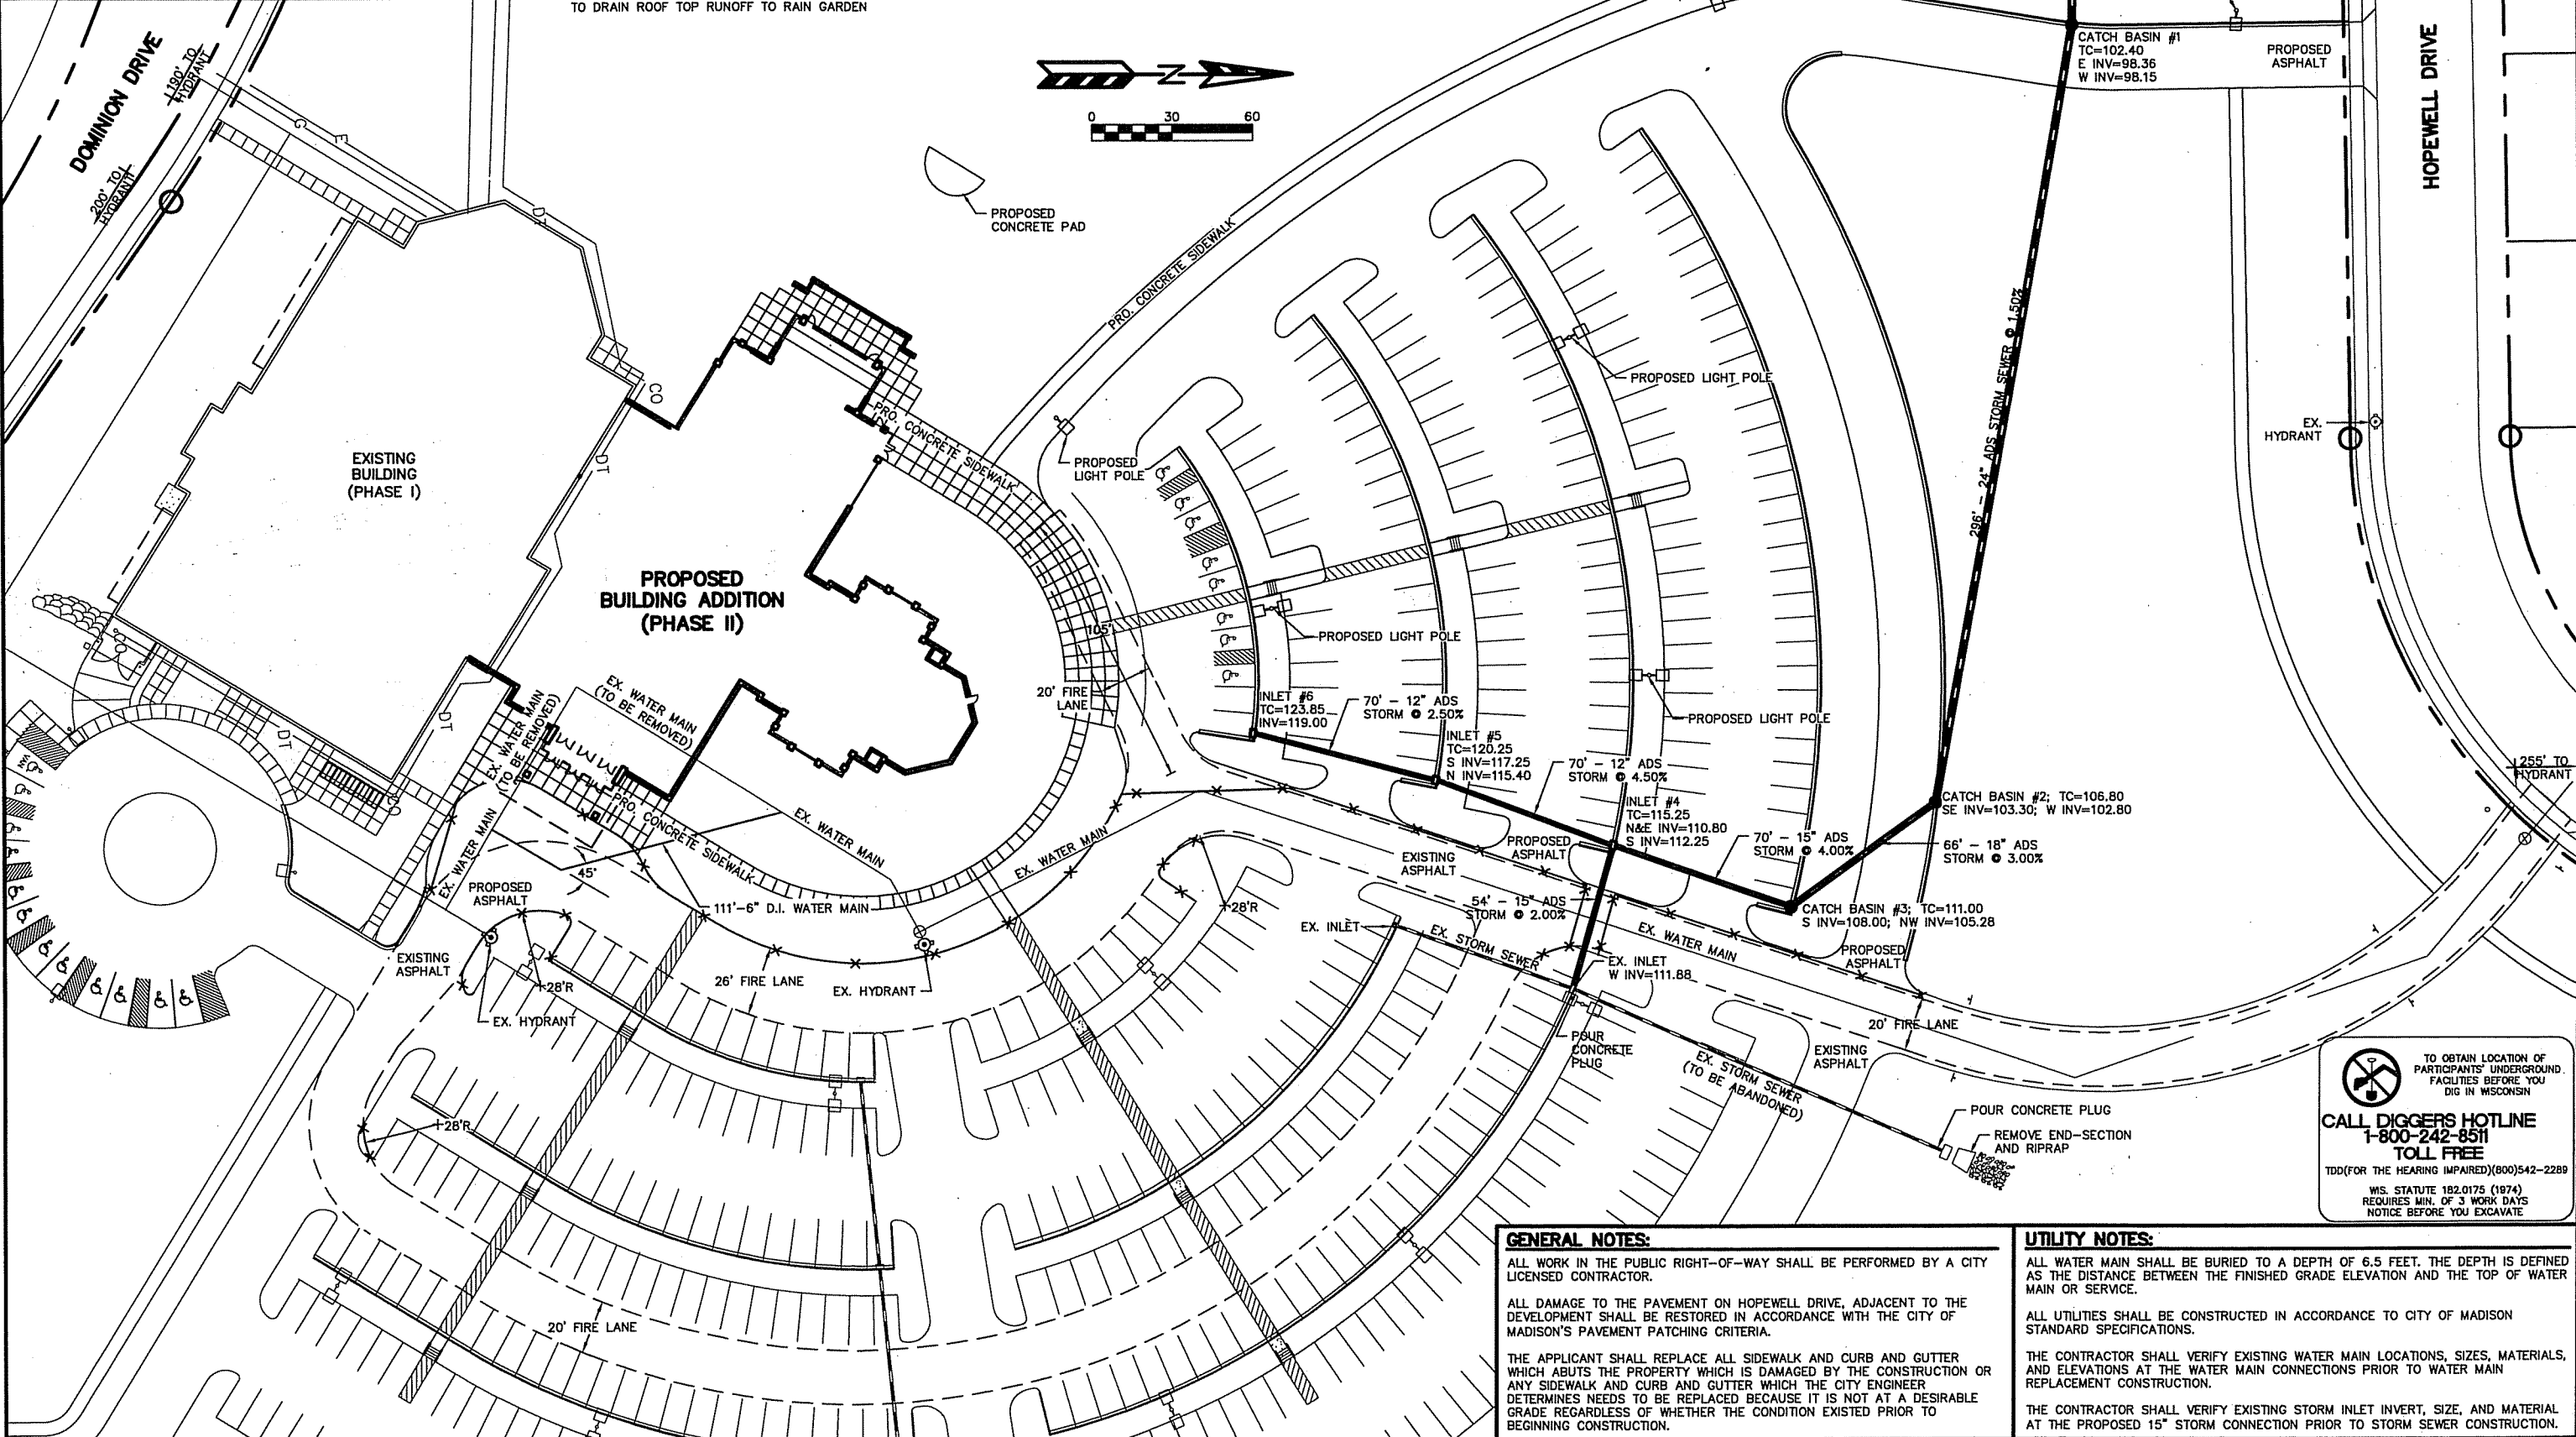 TO DRAIN ROOF TOP RUNOFF TO RAIN GARDEN
DOMINION DRIVE
190' TO
HYDRANT
200' TO
HYDRANT
Z
0 30 60
PROPOSED
CONCRETE PAD
PRO. CONCRETE SIDEWALK
CATCH BASIN #1
TC=102.40
E INV=98.36
W INV=98.15
PROPOSED
ASPHALT
HOPEWELL DRIVE
EX.
HYDRANT
296' - 24" ADS STORM SEWER @ 1.50%
PROPOSED LIGHT POLE
PROPOSED
LIGHT POLE
PRO. CONCRETE SIDEWALK
EXISTING
BUILDING
(PHASE I)
G
E
DT
CO
DT
DT
DT
CO
PROPOSED
BUILDING ADDITION
(PHASE II)
105'
PROPOSED LIGHT POLE
20' FIRE
LANE
PROPOSED LIGHT POLE
INLET #6
TC=123.85
INV=119.00
70' - 12" ADS
STORM @ 2.50%
INLET #5
TC=120.25
S INV=117.25
N INV=115.40
70' - 12" ADS
STORM @ 4.50%
INLET #4
TC=115.25
N&E INV=110.80
S INV=112.25
70' - 15" ADS
STORM @ 4.00%
CATCH BASIN #2; TC=106.80
SE INV=103.30; W INV=102.80
66' - 18" ADS
STORM @ 3.00%
CATCH BASIN #3; TC=111.00
S INV=108.00; NW INV=105.28
255' TO
HYDRANT
EX. WATER MAIN
(TO BE REMOVED)
EX. WATER MAIN
(TO BE REMOVED)
EX. WATER MAIN
EX. WATER MAIN
EX. WATER MAIN
PRO. CONCRETE SIDEWALK
VAN
45'
PROPOSED
ASPHALT
111'-6" D.I. WATER MAIN
EXISTING
ASPHALT
PROPOSED
ASPHALT
54' - 15" ADS
STORM @ 2.00%
28'R
EX. INLET
EX. STORM SEWER
EX. WATER MAIN
PROPOSED
ASPHALT
EX. INLET
W INV=111.88
EXISTING
ASPHALT
28'R
26' FIRE LANE
EX. HYDRANT
EX. HYDRANT
POUR
CONCRETE
PLUG
20' FIRE LANE
EXISTING
ASPHALT
EX. STORM SEWER
(TO BE ABANDONED)
28'R
POUR CONCRETE PLUG
REMOVE END-SECTION
AND RIPRAP
20' FIRE LANE
TO OBTAIN LOCATION OF
PARTICIPANTS' UNDERGROUND
FACILITIES BEFORE YOU
DIG IN WISCONSIN
CALL DIGGERS HOTLINE
1-800-242-8511
TOLL FREE
TDD(FOR THE HEARING IMPAIRED)(800)542-2289
WIS. STATUTE 182.0175 (1974)
REQUIRES MIN. OF 3 WORK DAYS
NOTICE BEFORE YOU EXCAVATE
GENERAL NOTES:
ALL WORK IN THE PUBLIC RIGHT-OF-WAY SHALL BE PERFORMED BY A CITY
LICENSED CONTRACTOR.
ALL DAMAGE TO THE PAVEMENT ON HOPEWELL DRIVE, ADJACENT TO THE
DEVELOPMENT SHALL BE RESTORED IN ACCORDANCE WITH THE CITY OF
MADISON'S PAVEMENT PATCHING CRITERIA.
THE APPLICANT SHALL REPLACE ALL SIDEWALK AND CURB AND GUTTER
WHICH ABUTS THE PROPERTY WHICH IS DAMAGED BY THE CONSTRUCTION OR
ANY SIDEWALK AND CURB AND GUTTER WHICH THE CITY ENGINEER
DETERMINES NEEDS TO BE REPLACED BECAUSE IT IS NOT AT A DESIRABLE
GRADE REGARDLESS OF WHETHER THE CONDITION EXISTED PRIOR TO
BEGINNING CONSTRUCTION.
UTILITY NOTES:
ALL WATER MAIN SHALL BE BURIED TO A DEPTH OF 6.5 FEET. THE DEPTH IS DEFINED
AS THE DISTANCE BETWEEN THE FINISHED GRADE ELEVATION AND THE TOP OF WATER
MAIN OR SERVICE.
ALL UTILITIES SHALL BE CONSTRUCTED IN ACCORDANCE TO CITY OF MADISON
STANDARD SPECIFICATIONS.
THE CONTRACTOR SHALL VERIFY EXISTING WATER MAIN LOCATIONS, SIZES, MATERIALS,
AND ELEVATIONS AT THE WATER MAIN CONNECTIONS PRIOR TO WATER MAIN
REPLACEMENT CONSTRUCTION.
THE CONTRACTOR SHALL VERIFY EXISTING STORM INLET INVERT, SIZE, AND MATERIAL
AT THE PROPOSED 15" STORM CONNECTION PRIOR TO STORM SEWER CONSTRUCTION.